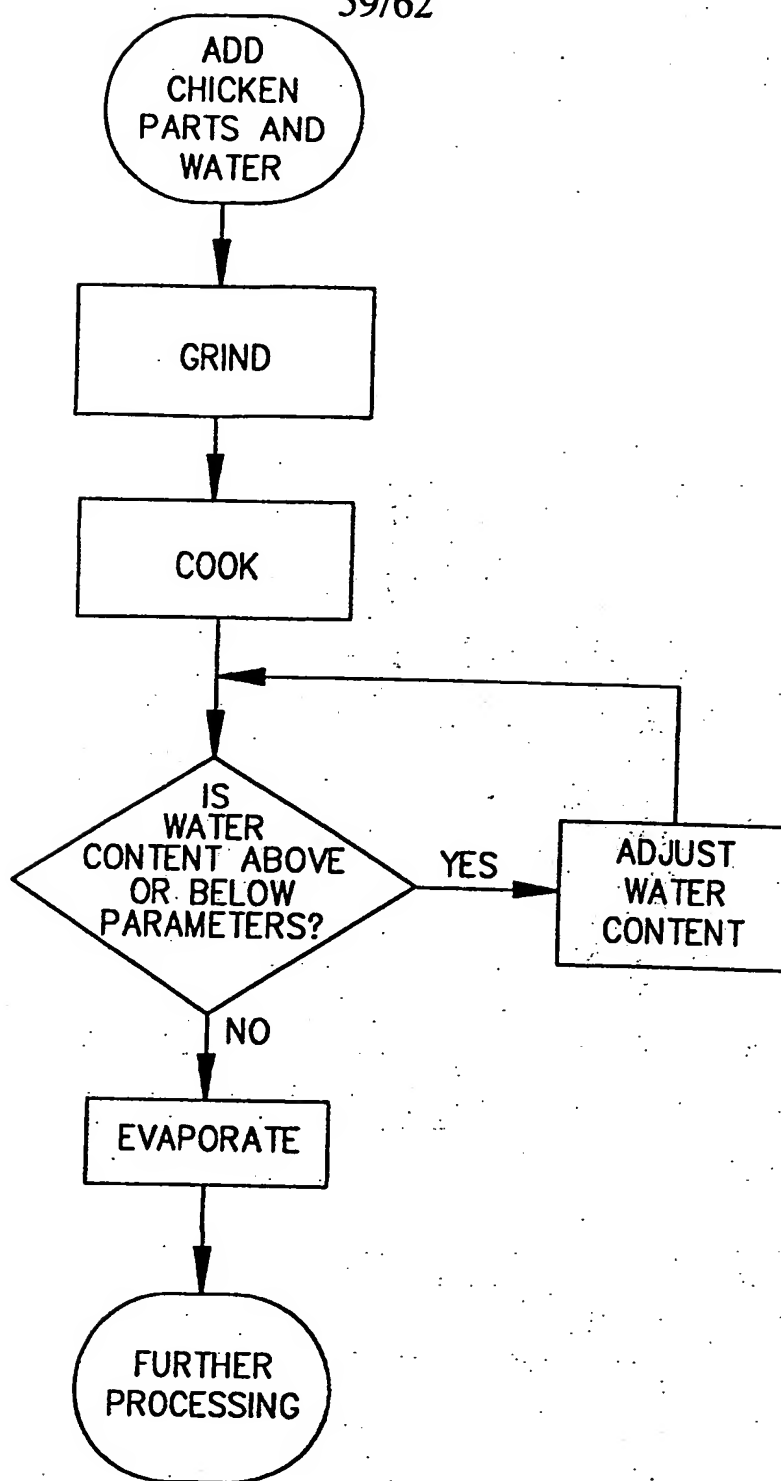 59/62
ADD
CHICKEN
PARTS AND
WATER
GRIND
COOK
IS
WATER
CONTENT ABOVE
OR BELOW
PARAMETERS?
YES
ADJUST
WATER
CONTENT
NO
EVAPORATE
FURTHER
PROCESSING